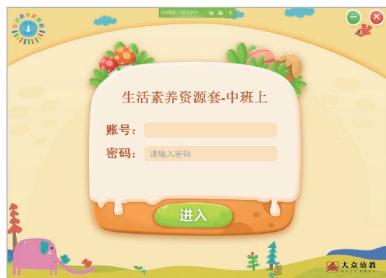 生活素养资源套-中班上
账号：
密码：
请输入密码
进入
大众幼教